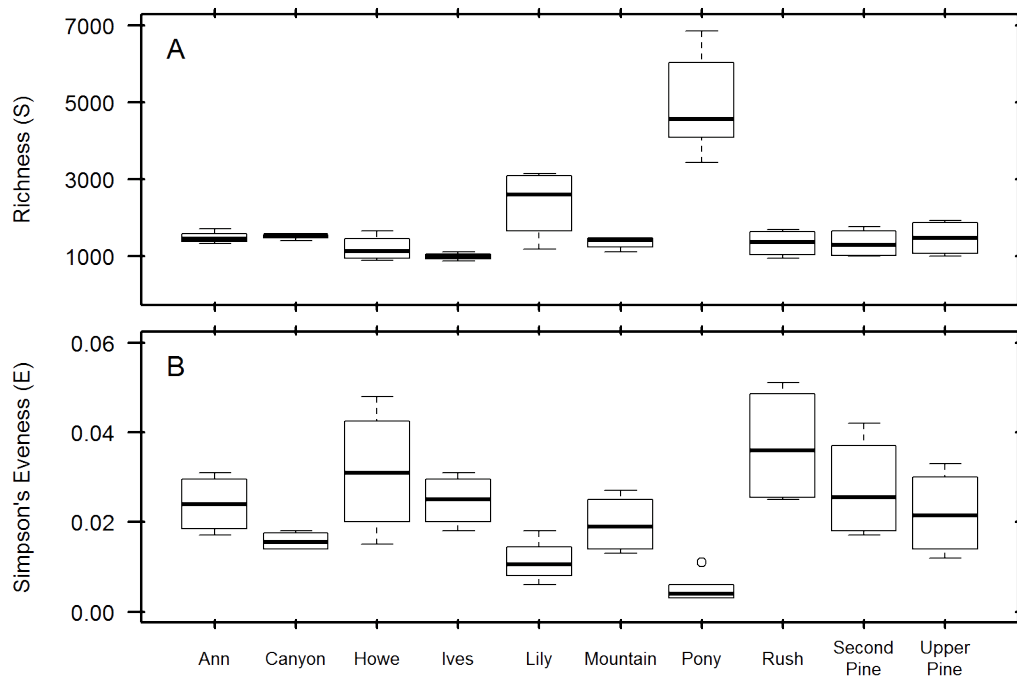 A
Richness (S)
7000
5000
3000
1000
B
Simpson's Eveness (E)
0.06
0.04
0.02
0.00
Ann Canyon Howe Ives Lily Mountain Pony Rush Second Pine Upper Pine